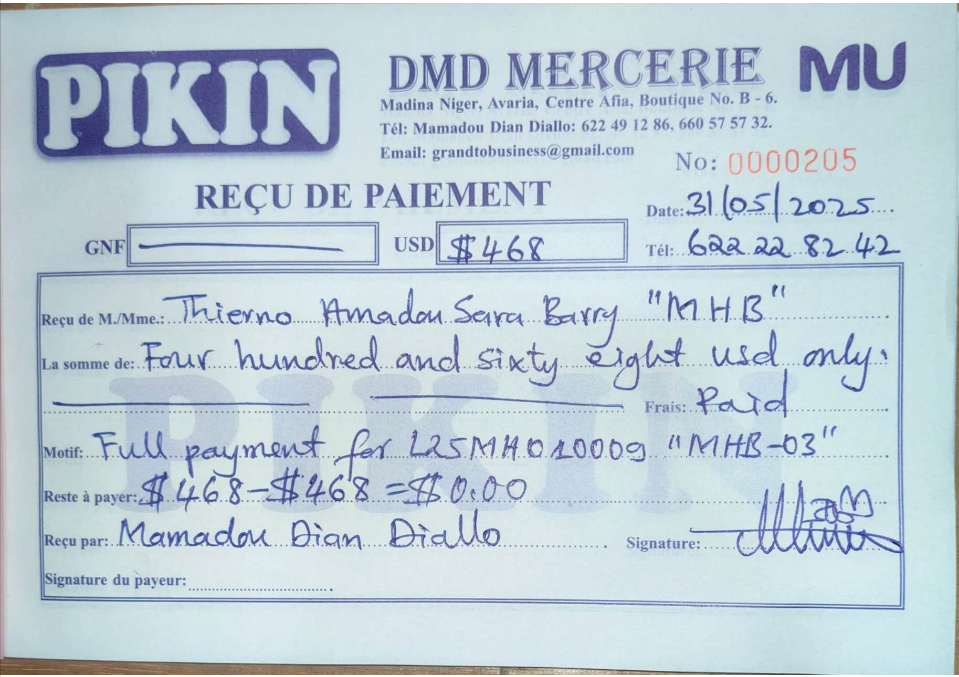 PIKIN
DMD MERCERIE
MU
Madina Niger, Avaria, Centre Afia, Boutique No. B - 6.
Tél: Mamadou Dian Diallo: 622 49 12 86, 660 57 57 32.
Email: grandtobusiness@gmail.com
No: 0000205
REÇU DE PAIEMENT
Date: 31/05/2025
GNF
USD $468
Tél: 622 22 82 42
Reçu de M./Mme.: Thierno Amadou Sara Barry "MHB"
La somme de: Four hundred and sixty eight usd only.
Frais: Paid
Motif: Full payment for L25MH010009 "MHB-03"
Reste à payer: $468-$468=$0.00
Reçu par: Mamadou Dian Diallo
Signature:
Signature du payeur:
PIKIN